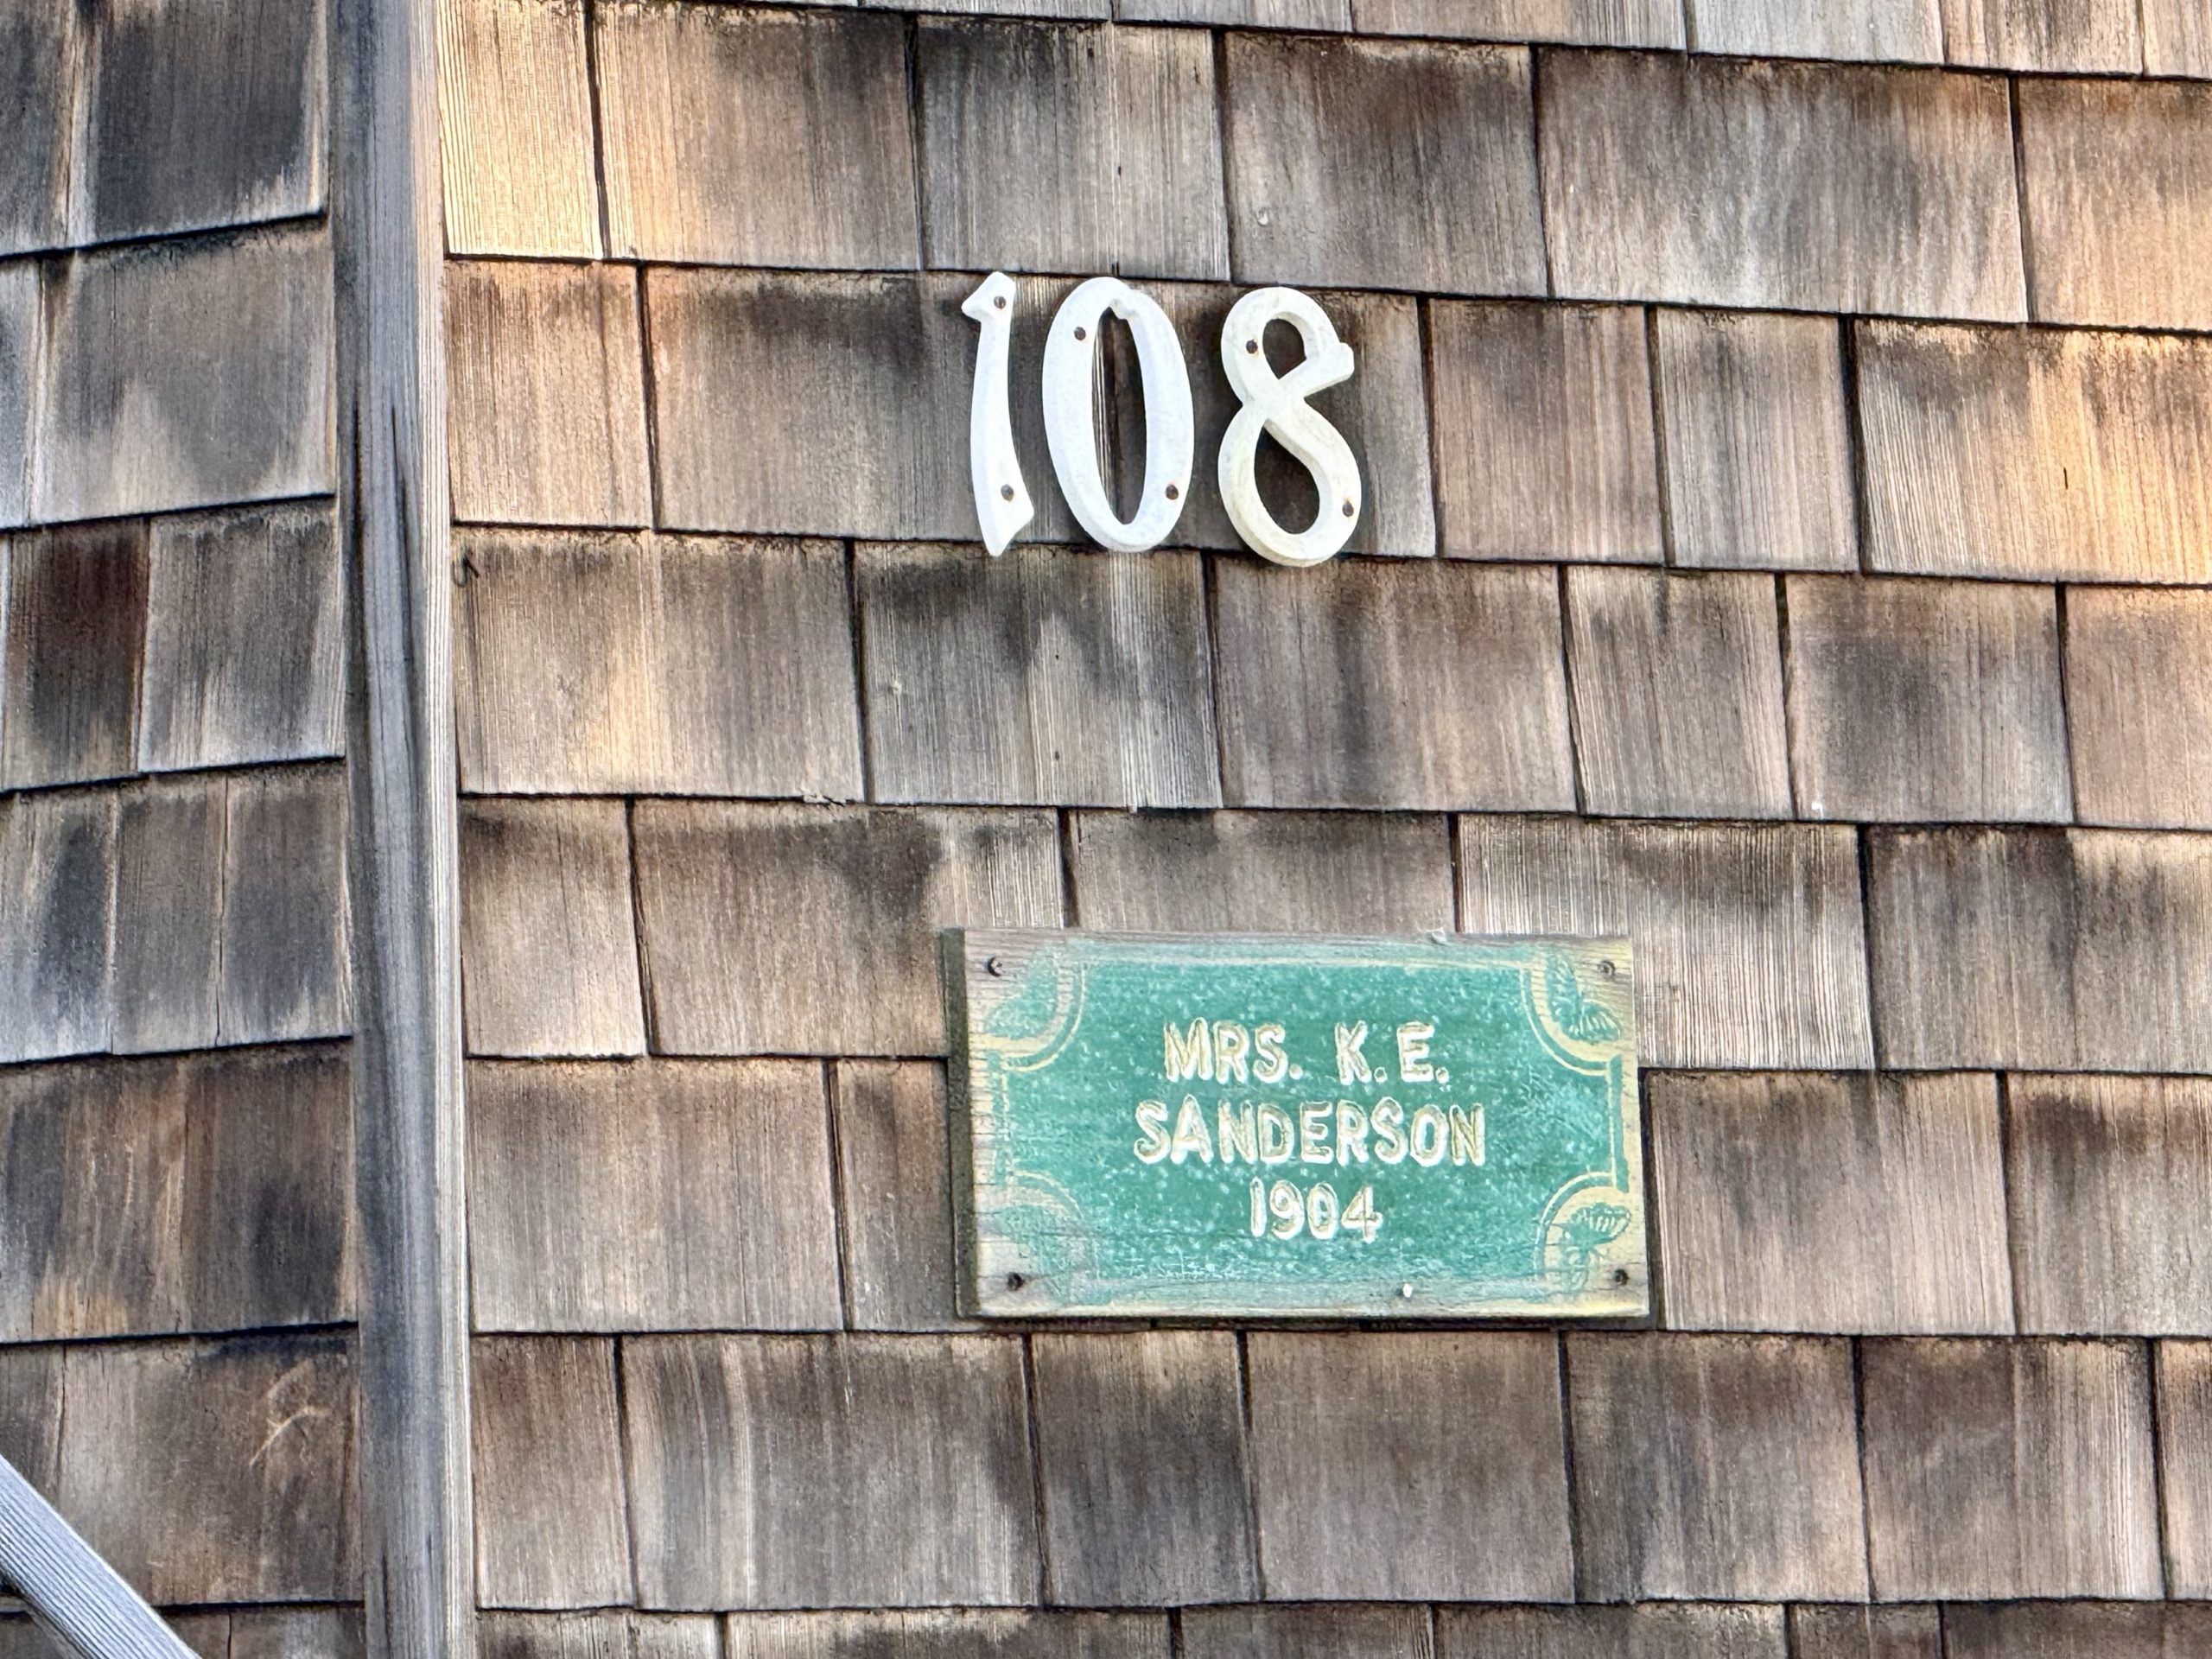 108
MRS. K. E.
SANDERSON
1904